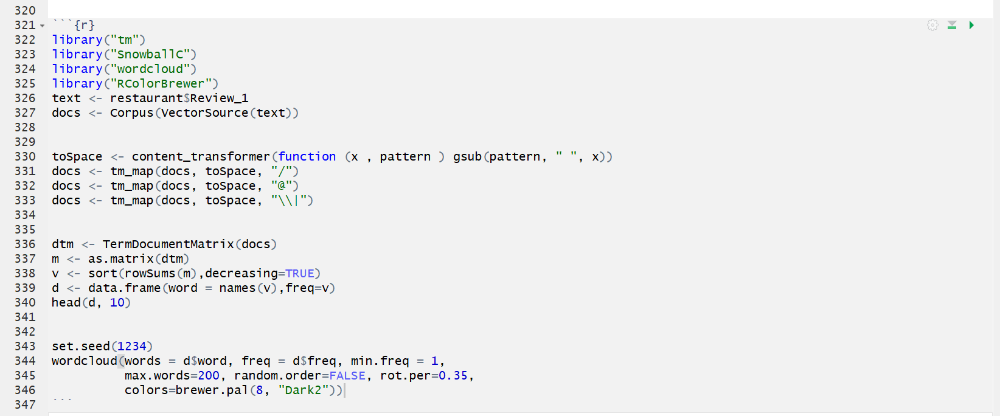 320
321 ```{r}
322 library("tm")
323 library("SnowballC")
324 library("wordcloud")
325 library("RColorBrewer")
326 text <- restaurant$Review_1
327 docs <- Corpus(VectorSource(text))
328
329
330 toSpace <- content_transformer(function (x , pattern ) gsub(pattern, " ", x))
331 docs <- tm_map(docs, toSpace, "/")
332 docs <- tm_map(docs, toSpace, "@")
333 docs <- tm_map(docs, toSpace, "\\|")
334
335
336 dtm <- TermDocumentMatrix(docs)
337 m <- as.matrix(dtm)
338 v <- sort(rowSums(m),decreasing=TRUE)
339 d <- data.frame(word = names(v),freq=v)
340 head(d, 10)
341
342
343 set.seed(1234)
344 wordcloud(words = d$word, freq = d$freq, min.freq = 1,
345           max.words=200, random.order=FALSE, rot.per=0.35,
346           colors=brewer.pal(8, "Dark2"))
347 ```